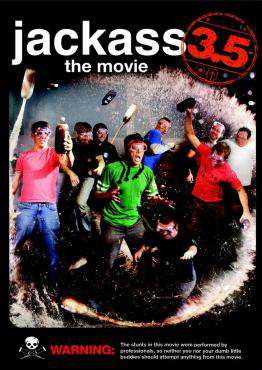 jackass 3.5
the movie
WARNING: The stunts in this movie were performed by
professionals, so neither you nor your dumb little
buddies should attempt anything from this movie.